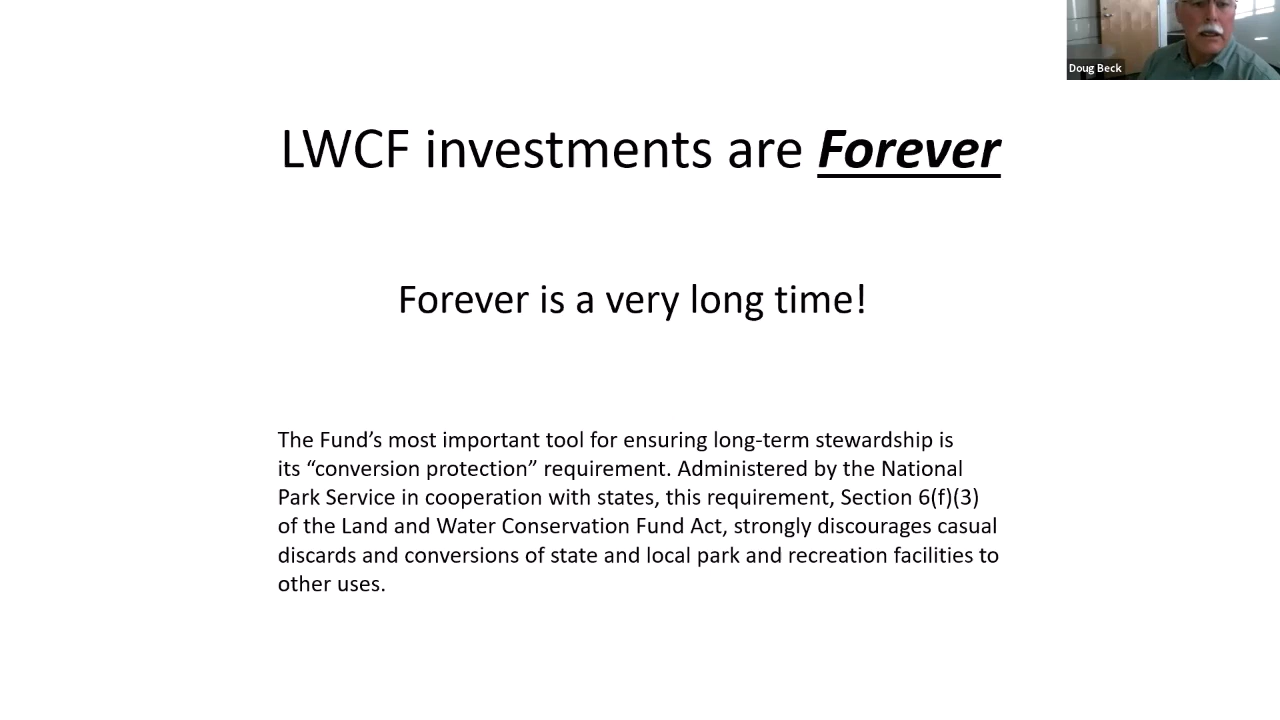 Doug Beck
LWCF investments are Forever
Forever is a very long time!
The Fund’s most important tool for ensuring long-term stewardship is
its “conversion protection” requirement. Administered by the National
Park Service in cooperation with states, this requirement, Section 6(f)(3)
of the Land and Water Conservation Fund Act, strongly discourages casual
discards and conversions of state and local park and recreation facilities to
other uses.